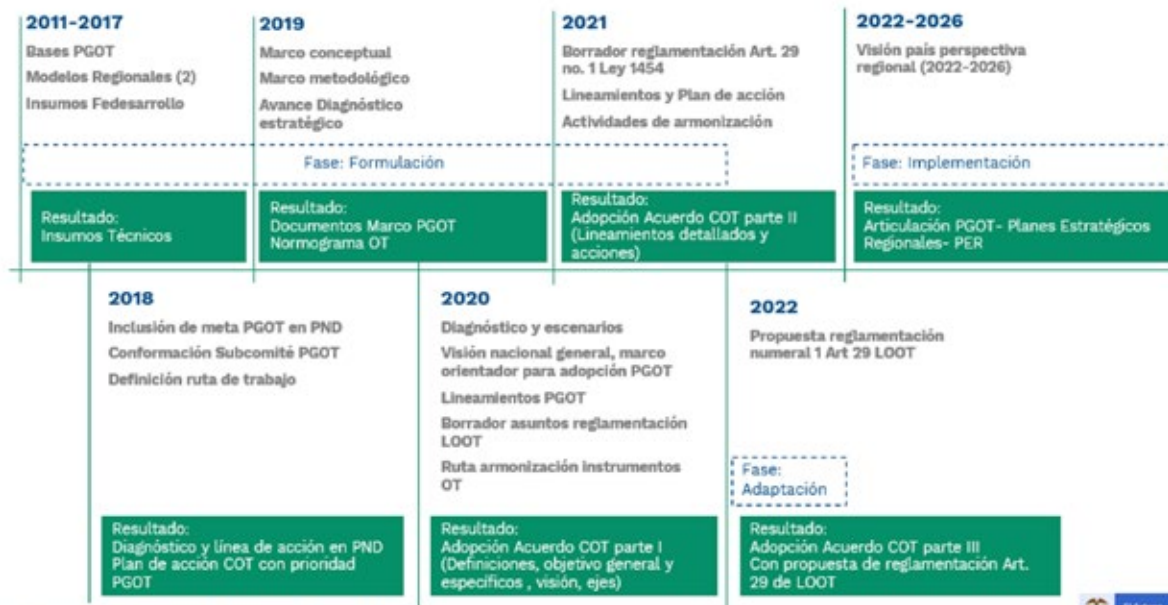 2011-2017
Bases PGOT
Modelos Regionales (2)
Insumos Fedesarrollo
2019
Marco conceptual
Marco metodológico
Avance Diagnóstico
estratégico
2021
Borrador reglamentación Art. 29
no. 1 Ley 1454
Lineamientos y Plan de acción
Actividades de armonización
2022-2026
Visión país perspectiva
regional (2022-2026)
Fase: Formulación
Fase: Implementación
Resultado:
Insumos Técnicos
Resultado:
Documentos Marco PGOT
Normograma OT
Resultado:
Adopción Acuerdo COT parte II
(Lineamientos detallados y
acciones)
Resultado:
Articulación PGOT- Planes Estratégicos
Regionales- PER
2018
Inclusión de meta PGOT en PND
Conformación Subcomité PGOT
Definición ruta de trabajo
2020
Diagnóstico y escenarios
Visión nacional general, marco
orientador para adopción PGOT
Lineamientos PGOT
Borrador asuntos reglamentación
LOOT
Ruta armonización instrumentos
OT
2022
Propuesta reglamentación
numeral 1 Art 29 LOOT
Fase:
Adaptación
Resultado:
Diagnóstico y línea de acción en PND
Plan de acción COT con prioridad
PGOT
Resultado:
Adopción Acuerdo COT parte I
(Definiciones, objetivo general y
específicos , visión, ejes)
Resultado:
Adopción Acuerdo COT parte III
Con propuesta de reglamentación Art.
29 de LOOT